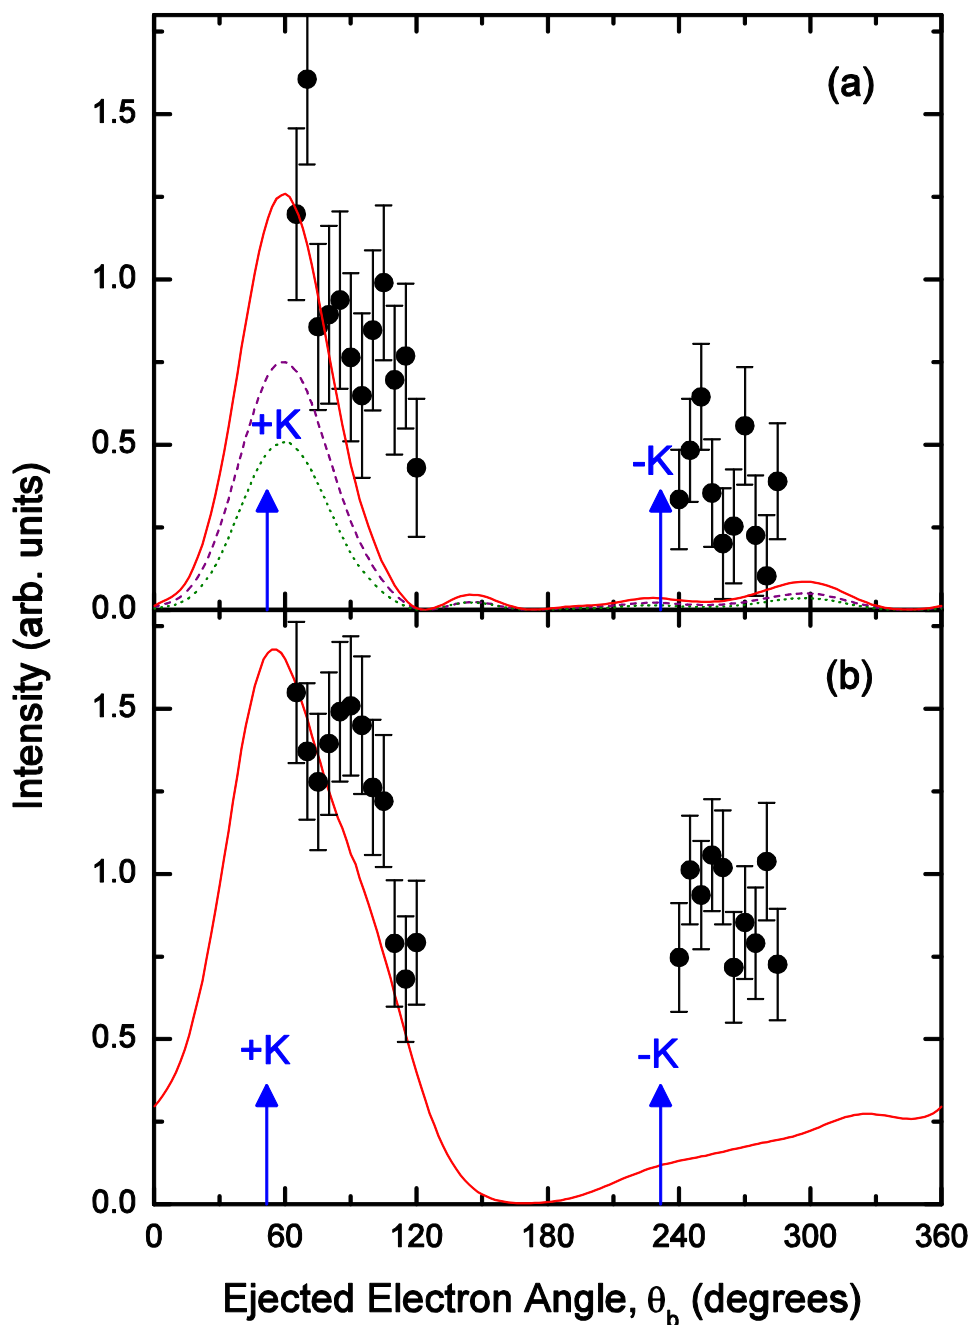 (a)
1.5
1.0
+K
-K
0.5
0.0
Intensity (arb. units)
(b)
1.5
1.0
0.5
+K
-K
0.0
0 60 120 180 240 300 360
Ejected Electron Angle, θb (degrees)